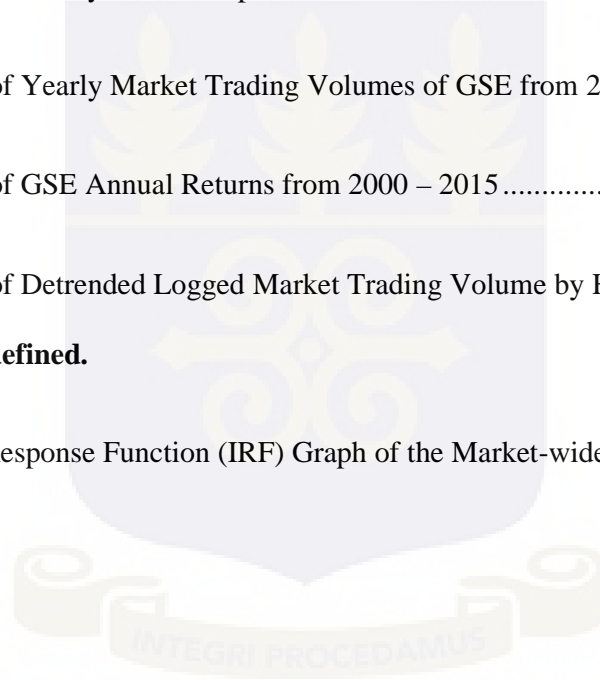 of Yearly Market Trading Volumes of GSE from 2
of GSE Annual Returns from 2000 – 2015............
of Detrended Logged Market Trading Volume by
efined.
esponse Function (IRF) Graph of the Market-wide
INTEGRI PROCEDAMUS